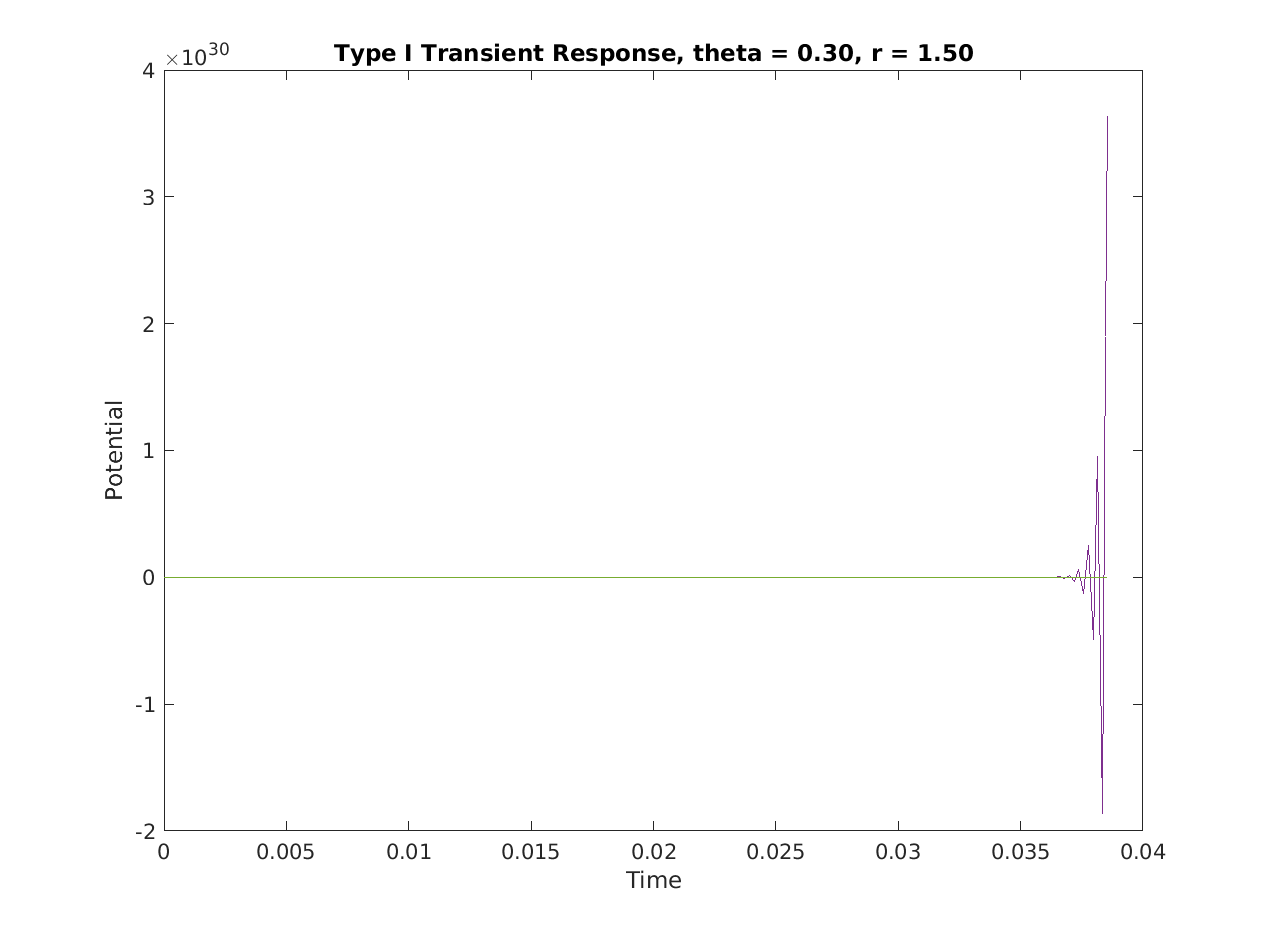 Type I Transient Response, theta = 0.30, r = 1.50
×10^30
4
3
2
1
0
-1
-2
Potential
0 0.005 0.01 0.015 0.02 0.025 0.03 0.035 0.04
Time